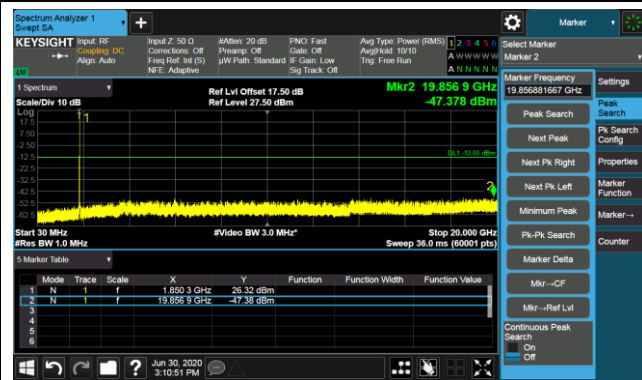 Spectrum Analyzer 1
Swept SA
+
Marker
KEYSIGHT
Input: RF
Coupling: DC
Align: Auto
Input Z: 50 Ω
Corrections: Off
Freq Ref: Int (S)
NFE: Adaptive
#Atten: 20 dB
Preamp: Off
µW Path: Standard
PNO: Fast
Gate: Off
IF Gain: Low
Sig Track: Off
Avg Type: Power (RMS)
Avg|Hold: 10/10
Trig: Free Run
1 2 3 4 5 6
A W W W W W
A N N N N N
LXI
Select Marker
Marker 2
1 Spectrum
Scale/Div 10 dB
Ref Lvl Offset 17.50 dB
Ref Level 27.50 dBm
Mkr2 19.856 9 GHz
-47.378 dBm
Log
17.5
7.50
-2.50
-12.5
-22.5
-32.5
-42.5
-52.5
-62.5
1
DL1 -13.00 dBm
2
Start 30 MHz
#Res BW 1.0 MHz
#Video BW 3.0 MHz*
Stop 20.000 GHz
Sweep 36.0 ms (60001 pts)
5 Marker Table
Mode Trace Scale X Y Function Function Width Function Value
1 N 1 f 1.850 3 GHz 26.32 dBm
2 N 1 f 19.856 9 GHz -47.38 dBm
3
4
5
6
Marker Frequency
19.856881667 GHz
Peak Search
Next Peak
Next Pk Right
Next Pk Left
Minimum Peak
Pk-Pk Search
Marker Delta
Mkr→CF
Mkr→Ref Lvl
Continuous Peak
Search
On
Off
Settings
Peak
Search
Pk Search
Config
Properties
Marker
Function
Marker→
Counter
?
Jun 30, 2020
3:10:51 PM